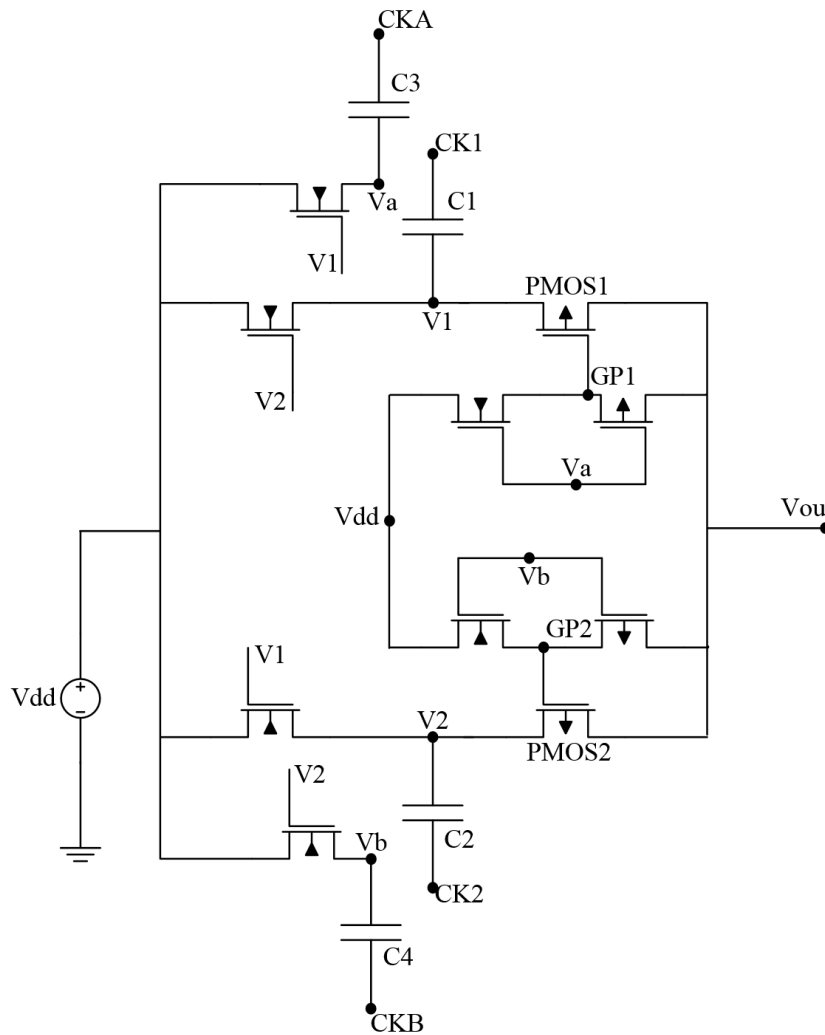 CKA
C3
CK1
Va
C1
V1
PMOS1
V1
V2
GP1
Va
Vdd
Vou
Vb
GP2
V1
Vdd
+
−
V2
PMOS2
V2
Vb
C2
CK2
C4
CKB